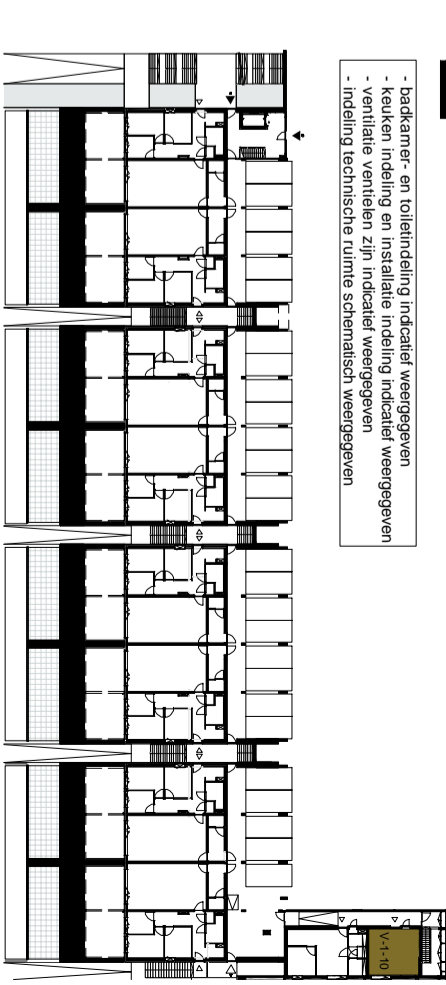 - badkamer- en toiletindeling indicatief weergegeven
- keuken indeling en installatie indeling indicatief weergegeven
- ventilatie ventielen zijn indicatief weergegeven
- indeling technische ruimte schematisch weergegeven
V-1-10